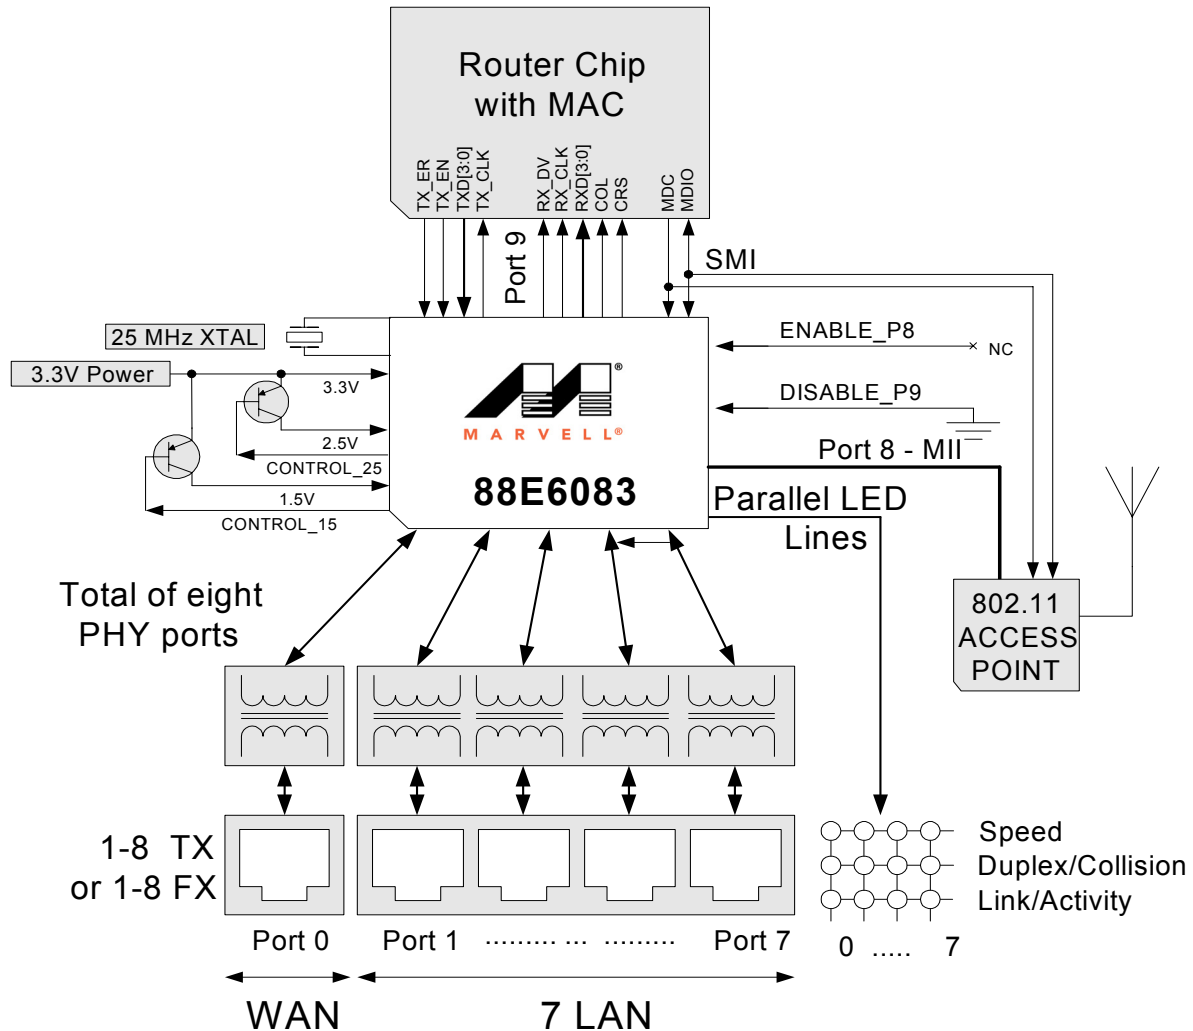 Router Chip
with MAC
TX_ER
TX_EN
TXD[3:0]
TX_CLK
RX_DV
RX_CLK
RXD[3:0]
COL
CRS
MDC
MDIO
Port 9
SMI
25 MHz XTAL
3.3V Power
3.3V
2.5V
CONTROL_25
1.5V
CONTROL_15
®
MARVELL®
88E6083
ENABLE_P8
NC
DISABLE_P9
Port 8 - MII
Parallel LED
Lines
802.11
ACCESS
POINT
Total of eight
PHY ports
1-8 TX
or 1-8 FX
Speed
Duplex/Collision
Link/Activity
Port 0
Port 1 ......... ... ......... Port 7
0 ..... 7
WAN
7 LAN